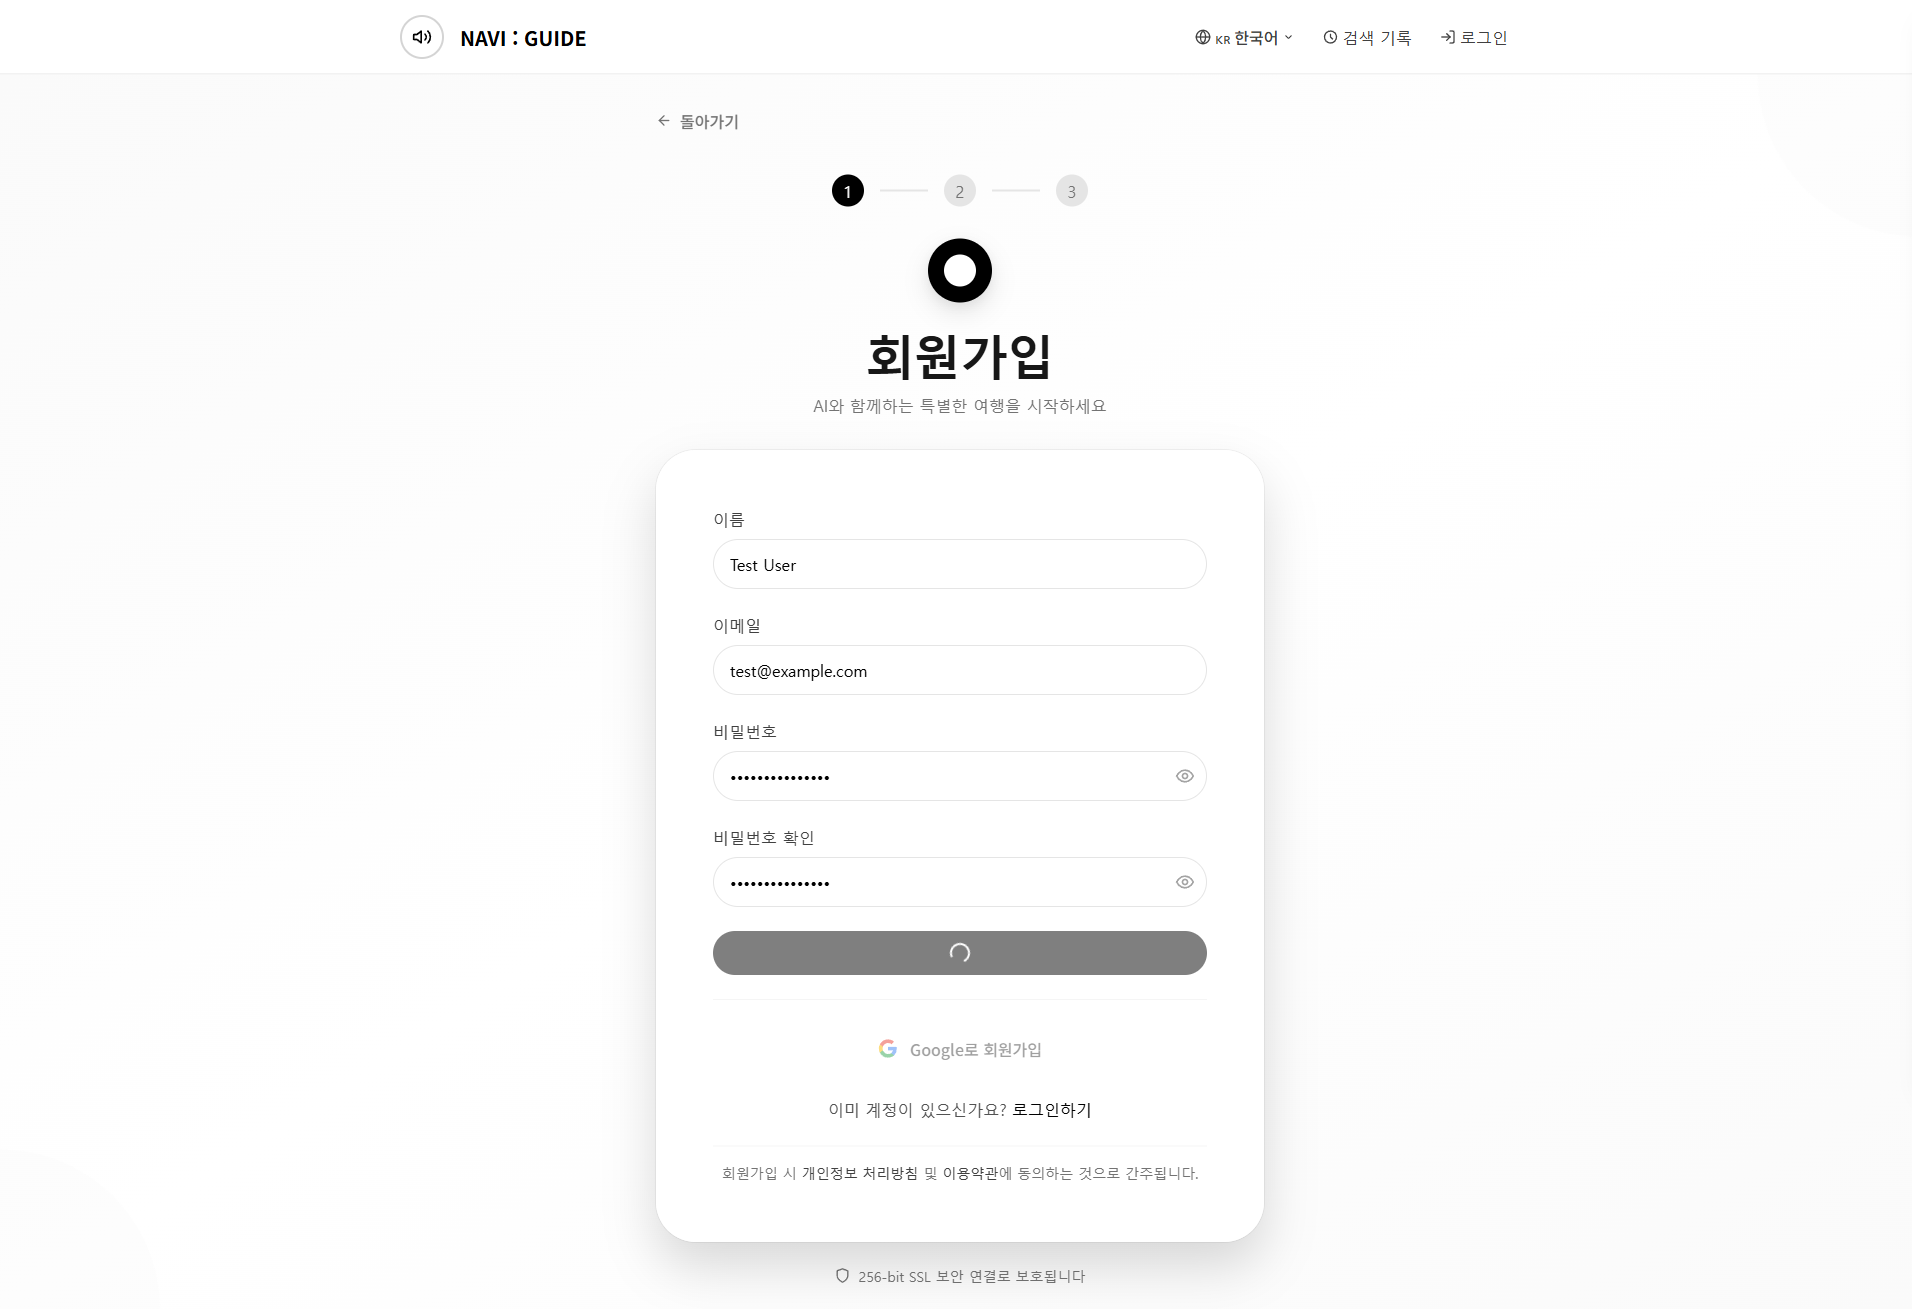 NAVI : GUIDE
KR 한국어
검색 기록
로그인
돌아가기
1
2
3
회원가입
AI와 함께하는 특별한 여행을 시작하세요
이름
Test User
이메일
test@example.com
비밀번호
•••••••••••••••
비밀번호 확인
•••••••••••••••
Google로 회원가입
이미 계정이 있으신가요? 로그인하기
회원가입 시 개인정보 처리방침 및 이용약관에 동의하는 것으로 간주됩니다.
256-bit SSL 보안 연결로 보호됩니다